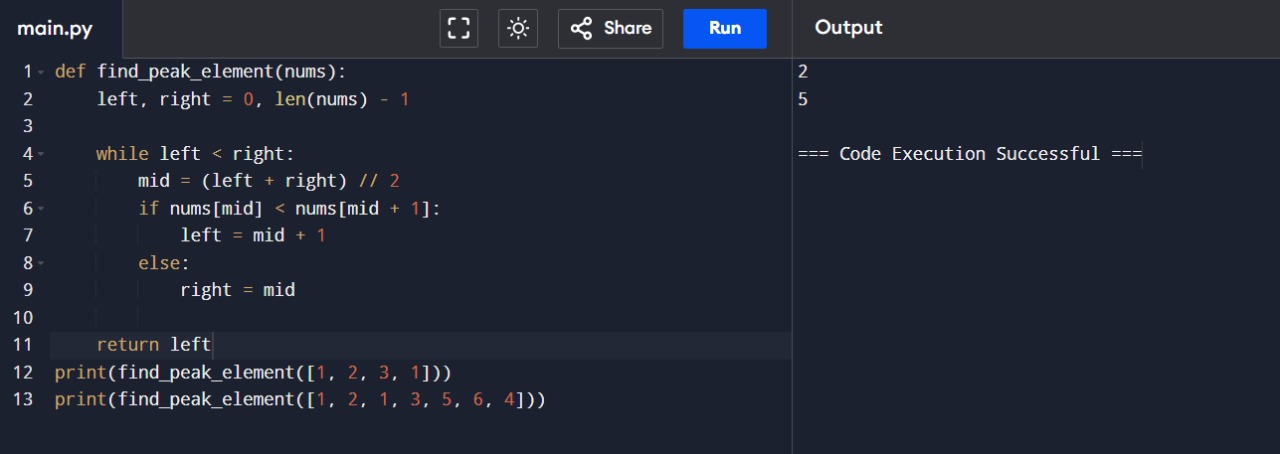 main.py
Share
Run
Output
1 def find_peak_element(nums):
2     left, right = 0, len(nums) - 1
3
4     while left < right:
5         mid = (left + right) // 2
6         if nums[mid] < nums[mid + 1]:
7             left = mid + 1
8         else:
9             right = mid
10
11     return left
12 print(find_peak_element([1, 2, 3, 1]))
13 print(find_peak_element([1, 2, 1, 3, 5, 6, 4]))
2
5
=== Code Execution Successful ===